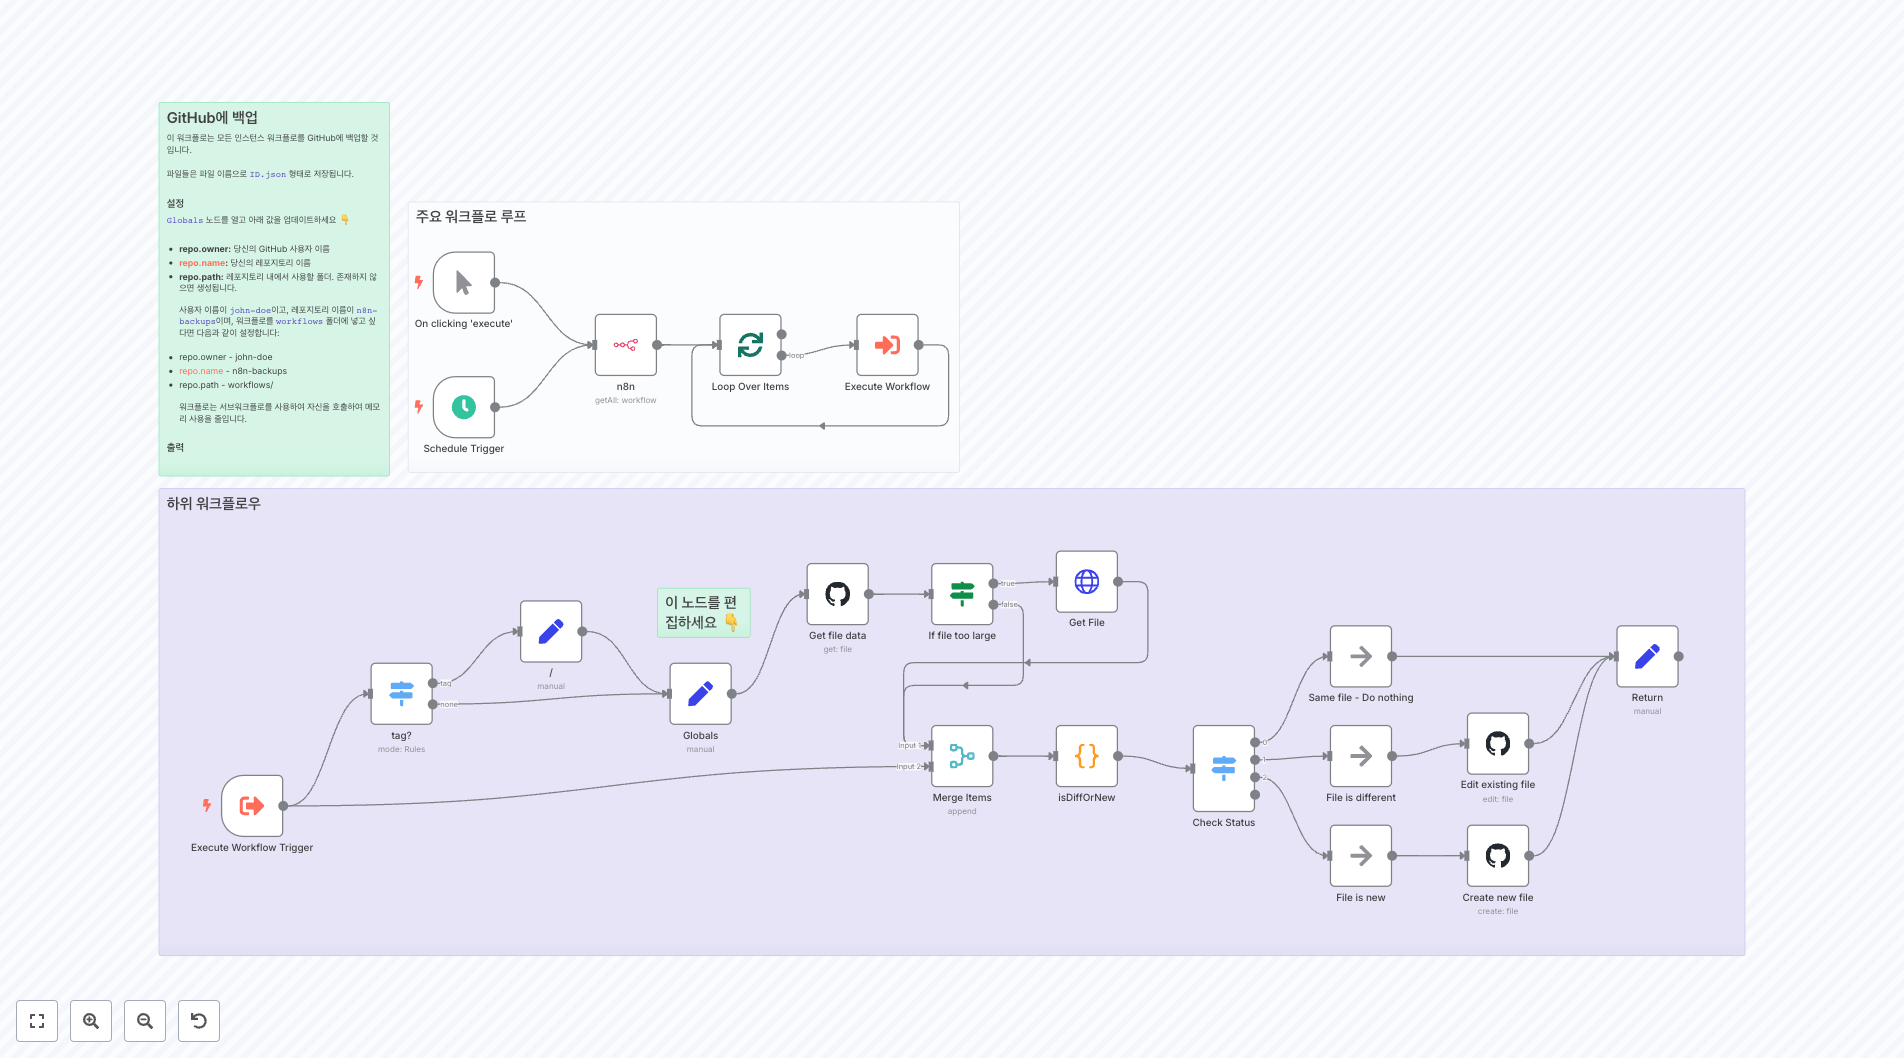 GitHub에 백업
이 워크플로는 모든 인스턴스 워크플로를 GitHub에 백업할 것
입니다.
파일들은 파일 이름으로 ID.json 형태로 저장됩니다.
설정
Globals 노드를 열고 아래 값을 업데이트하세요 👇
• repo.owner: 당신의 GitHub 사용자 이름
• repo.name: 당신의 레포지토리 이름
• repo.path: 레포지토리 내에서 사용할 폴더. 존재하지 않
으면 생성됩니다.
사용자 이름이 john-doe이고, 레포지토리 이름이 n8n-
backups이며, 워크플로를 workflows 폴더에 넣고 싶
다면 다음과 같이 설정합니다:
• repo.owner - john-doe
• repo.name - n8n-backups
• repo.path - workflows/
워크플로는 서브워크플로를 사용하여 자신을 호출하여 메모
리 사용을 줄입니다.
출력
주요 워크플로 루프
On clicking 'execute'
Schedule Trigger
n8n
getAll: workflow
Loop Over Items
loop
Execute Workflow
하위 워크플로우
Execute Workflow Trigger
tag?
mode: Rules
tag
none
/
manual
이 노드를 편
집하세요 👇
Globals
manual
Get file data
get: file
If file too large
true
false
Get File
Input 1
Input 2
Merge Items
append
isDiffOrNew
Check Status
0
1
2
Same file - Do nothing
File is different
File is new
Edit existing file
edit: file
Create new file
create: file
Return
manual